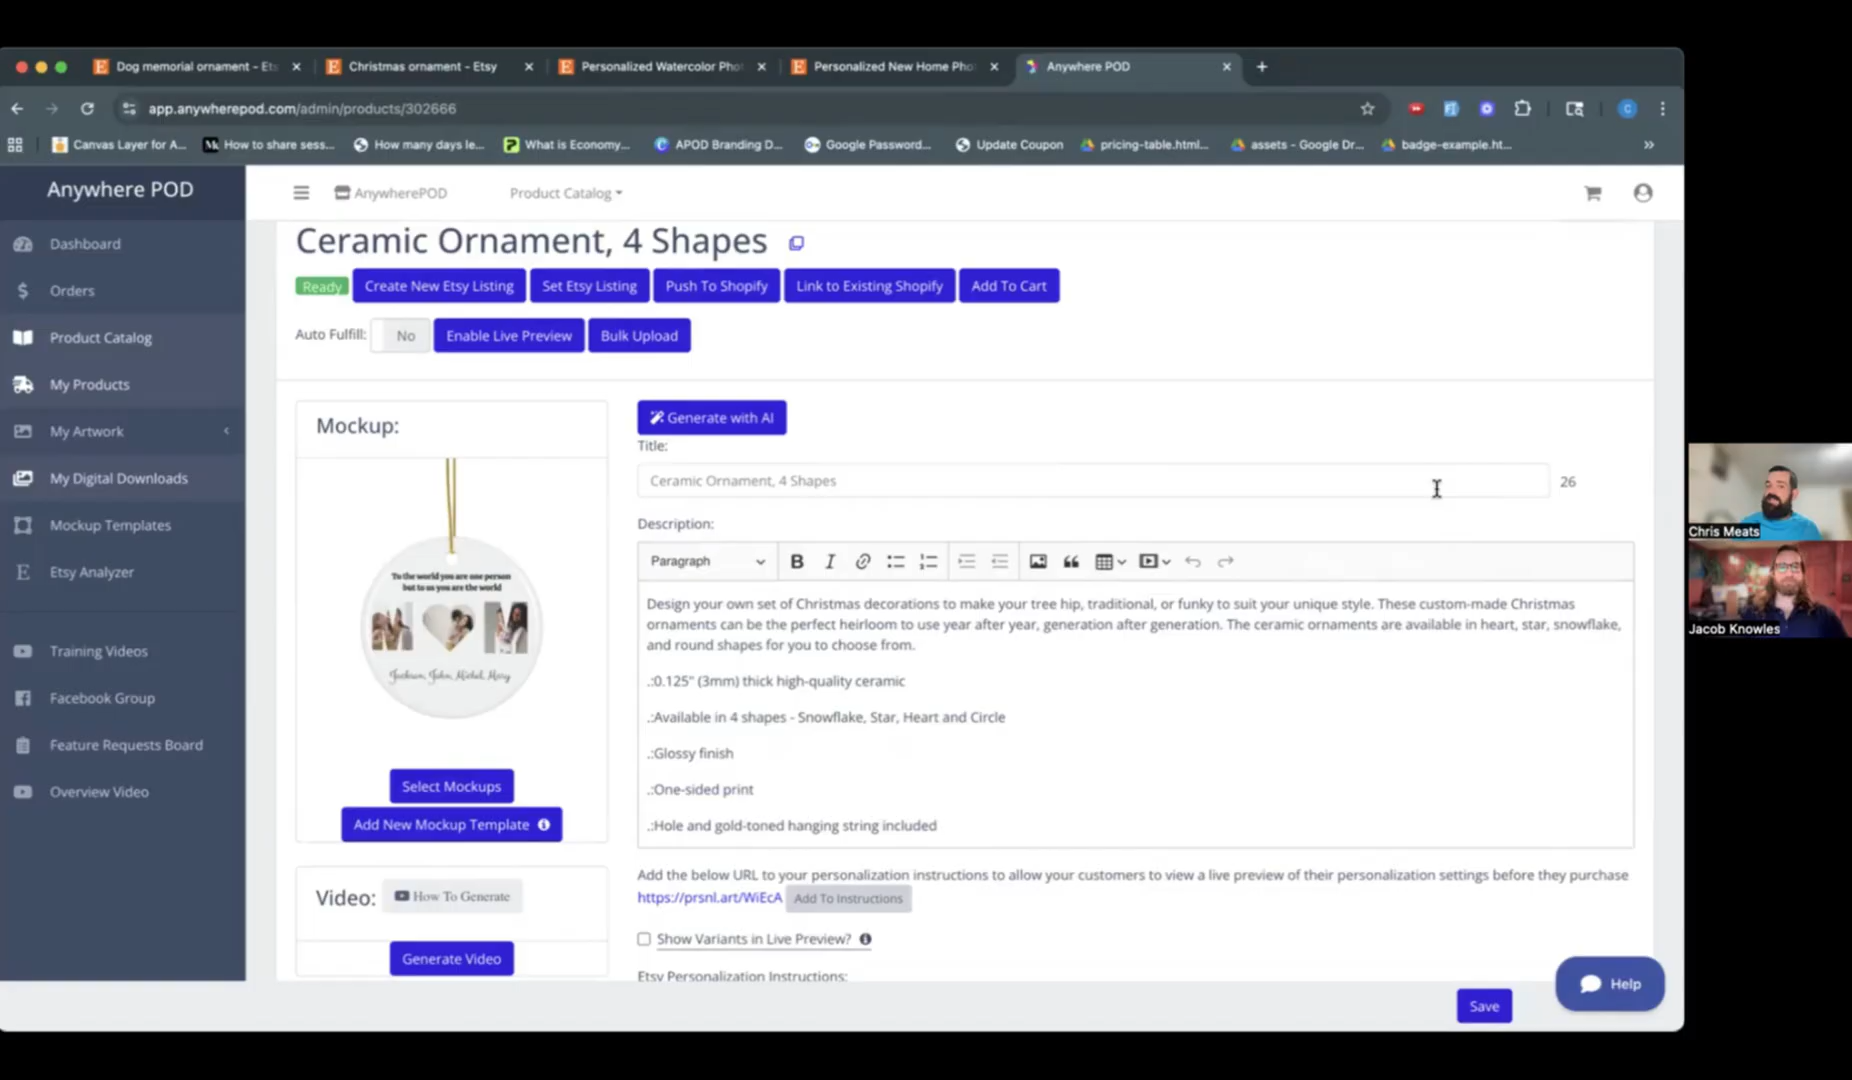 Dog memorial ornament - Ets
Christmas ornament - Etsy
Personalized Watercolor Pho
Personalized New Home Pho
Anywhere POD
app.anywherepod.com/admin/products/302666
Canvas Layer for A...
How to share sess...
How many days le...
What is Economy...
APOD Branding D...
Google Password...
Update Coupon
pricing-table.html...
assets - Google Dr...
badge-example.ht...
Anywhere POD
AnywherePOD
Product Catalog
Dashboard
Orders
Product Catalog
My Products
My Artwork
My Digital Downloads
Mockup Templates
Etsy Analyzer
Training Videos
Facebook Group
Feature Requests Board
Overview Video
Ceramic Ornament, 4 Shapes
Ready
Create New Etsy Listing
Set Etsy Listing
Push To Shopify
Link to Existing Shopify
Add To Cart
Auto Fulfill:
No
Enable Live Preview
Bulk Upload
Mockup:
To the world you are one person
but to us you are the world
Jackson, John, Michel, Mary
Select Mockups
Add New Mockup Template
Video:
How To Generate
Generate Video
Generate with AI
Title:
Ceramic Ornament, 4 Shapes
26
Description:
Paragraph
Design your own set of Christmas decorations to make your tree hip, traditional, or funky to suit your unique style. These custom-made Christmas
ornaments can be the perfect heirloom to use year after year, generation after generation. The ceramic ornaments are available in heart, star, snowflake,
and round shapes for you to choose from.
.:0.125" (3mm) thick high-quality ceramic
.:Available in 4 shapes - Snowflake, Star, Heart and Circle
.:Glossy finish
.:One-sided print
.:Hole and gold-toned hanging string included
Add the below URL to your personalization instructions to allow your customers to view a live preview of their personalization settings before they purchase
https://prsnl.art/WiEcA
Add To Instructions
Show Variants in Live Preview?
Etsy Personalization Instructions:
Save
Help
Chris Meats
Jacob Knowles